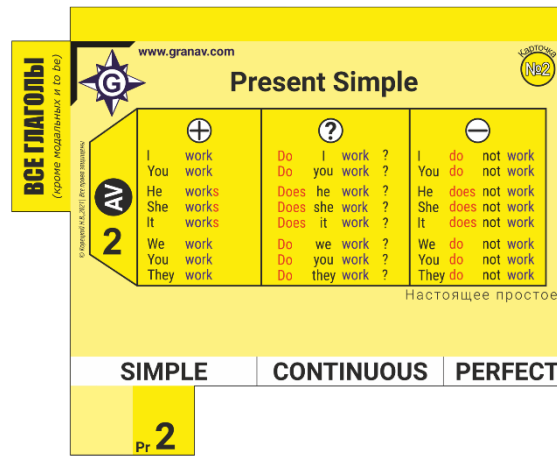 ВСЕ ГЛАГОЛЫ
(кроме модальных и to be)
www.granav.com
G
Карточка
№2
Present Simple
+ ? −
I work Do I work ? I do not work
You work Do you work ? You do not work
He works Does he work ? He does not work
She works Does she work ? She does not work
It works Does it work ? It does not work
We work Do we work ? We do not work
You work Do you work ? You do not work
They work Do they work ? They do not work
AV
2
Настоящее простое
SIMPLE CONTINUOUS PERFECT
Pr 2